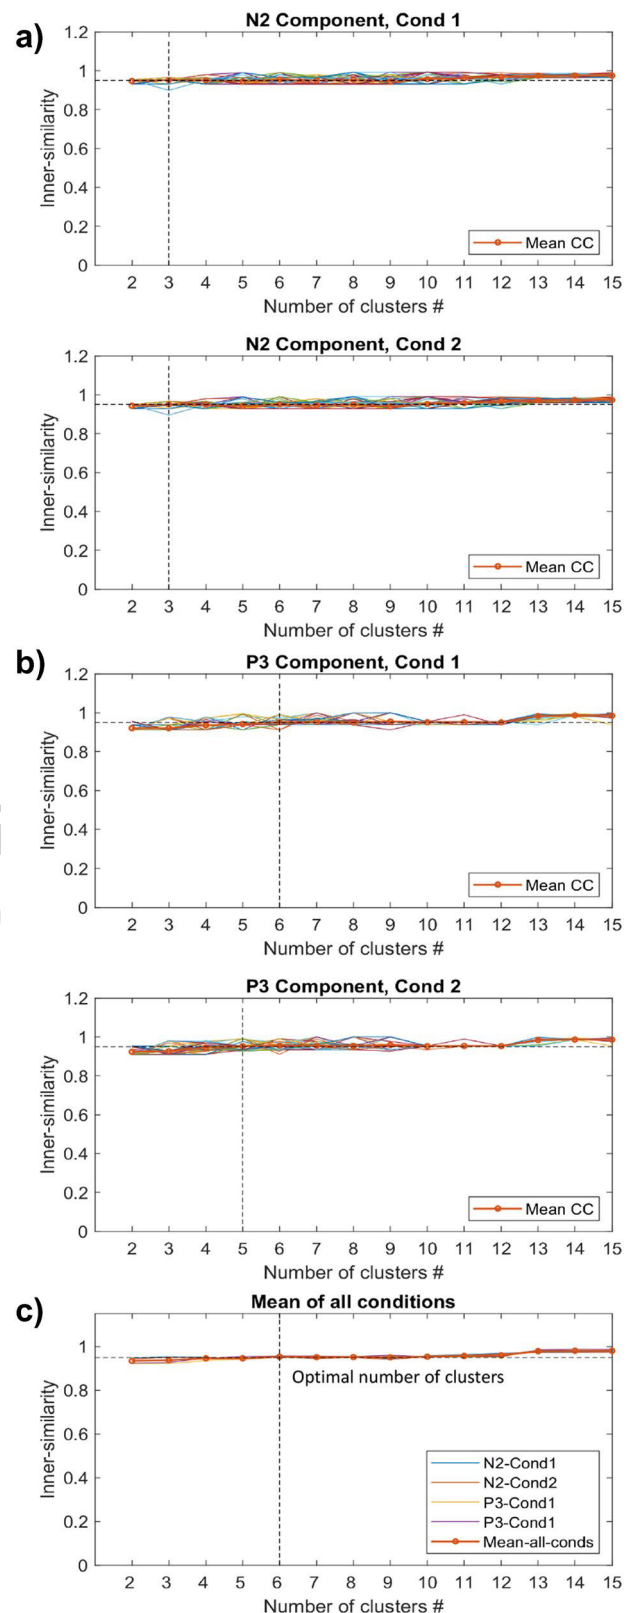 a)
N2 Component, Cond 1
1.2
1
0.8
0.6
0.4
0.2
0
Inner-similarity
Mean CC
2 3 4 5 6 7 8 9 10 11 12 13 14 15
Number of clusters #
N2 Component, Cond 2
1.2
1
0.8
0.6
0.4
0.2
0
Inner-similarity
Mean CC
2 3 4 5 6 7 8 9 10 11 12 13 14 15
Number of clusters #
b)
P3 Component, Cond 1
1.2
1
0.8
0.6
0.4
0.2
0
Inner-similarity
Mean CC
2 3 4 5 6 7 8 9 10 11 12 13 14 15
Number of clusters #
P3 Component, Cond 2
1.2
1
0.8
0.6
0.4
0.2
0
Inner-similarity
Mean CC
2 3 4 5 6 7 8 9 10 11 12 13 14 15
Number of clusters #
c)
Mean of all conditions
1
0.8
0.6
0.4
0.2
0
Inner-similarity
Optimal number of clusters
N2-Cond1
N2-Cond2
P3-Cond1
P3-Cond1
Mean-all-conds
2 3 4 5 6 7 8 9 10 11 12 13 14 15
Number of clusters #